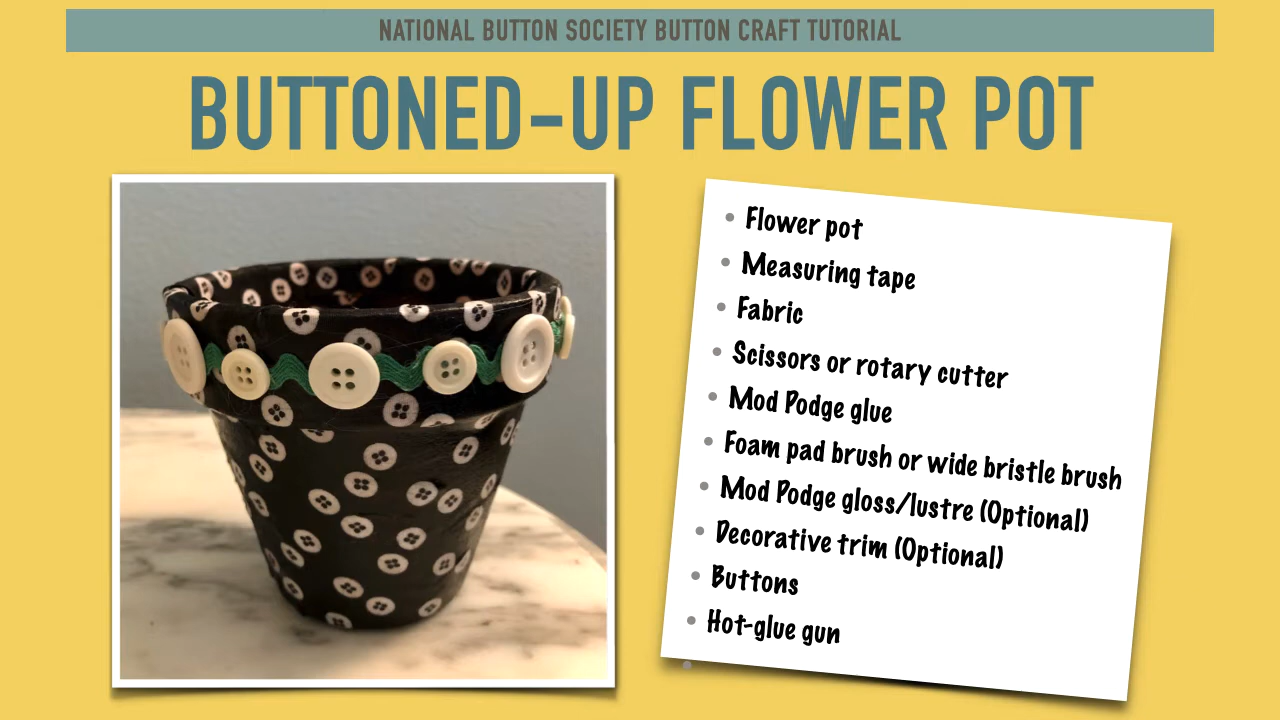 NATIONAL BUTTON SOCIETY BUTTON CRAFT TUTORIAL
BUTTONED-UP FLOWER POT
• Flower pot
• Measuring tape
• Fabric
• Scissors or rotary cutter
• Mod Podge glue
• Foam pad brush or wide bristle brush
• Mod Podge gloss/lustre (Optional)
• Decorative trim (Optional)
• Buttons
• Hot-glue gun
•